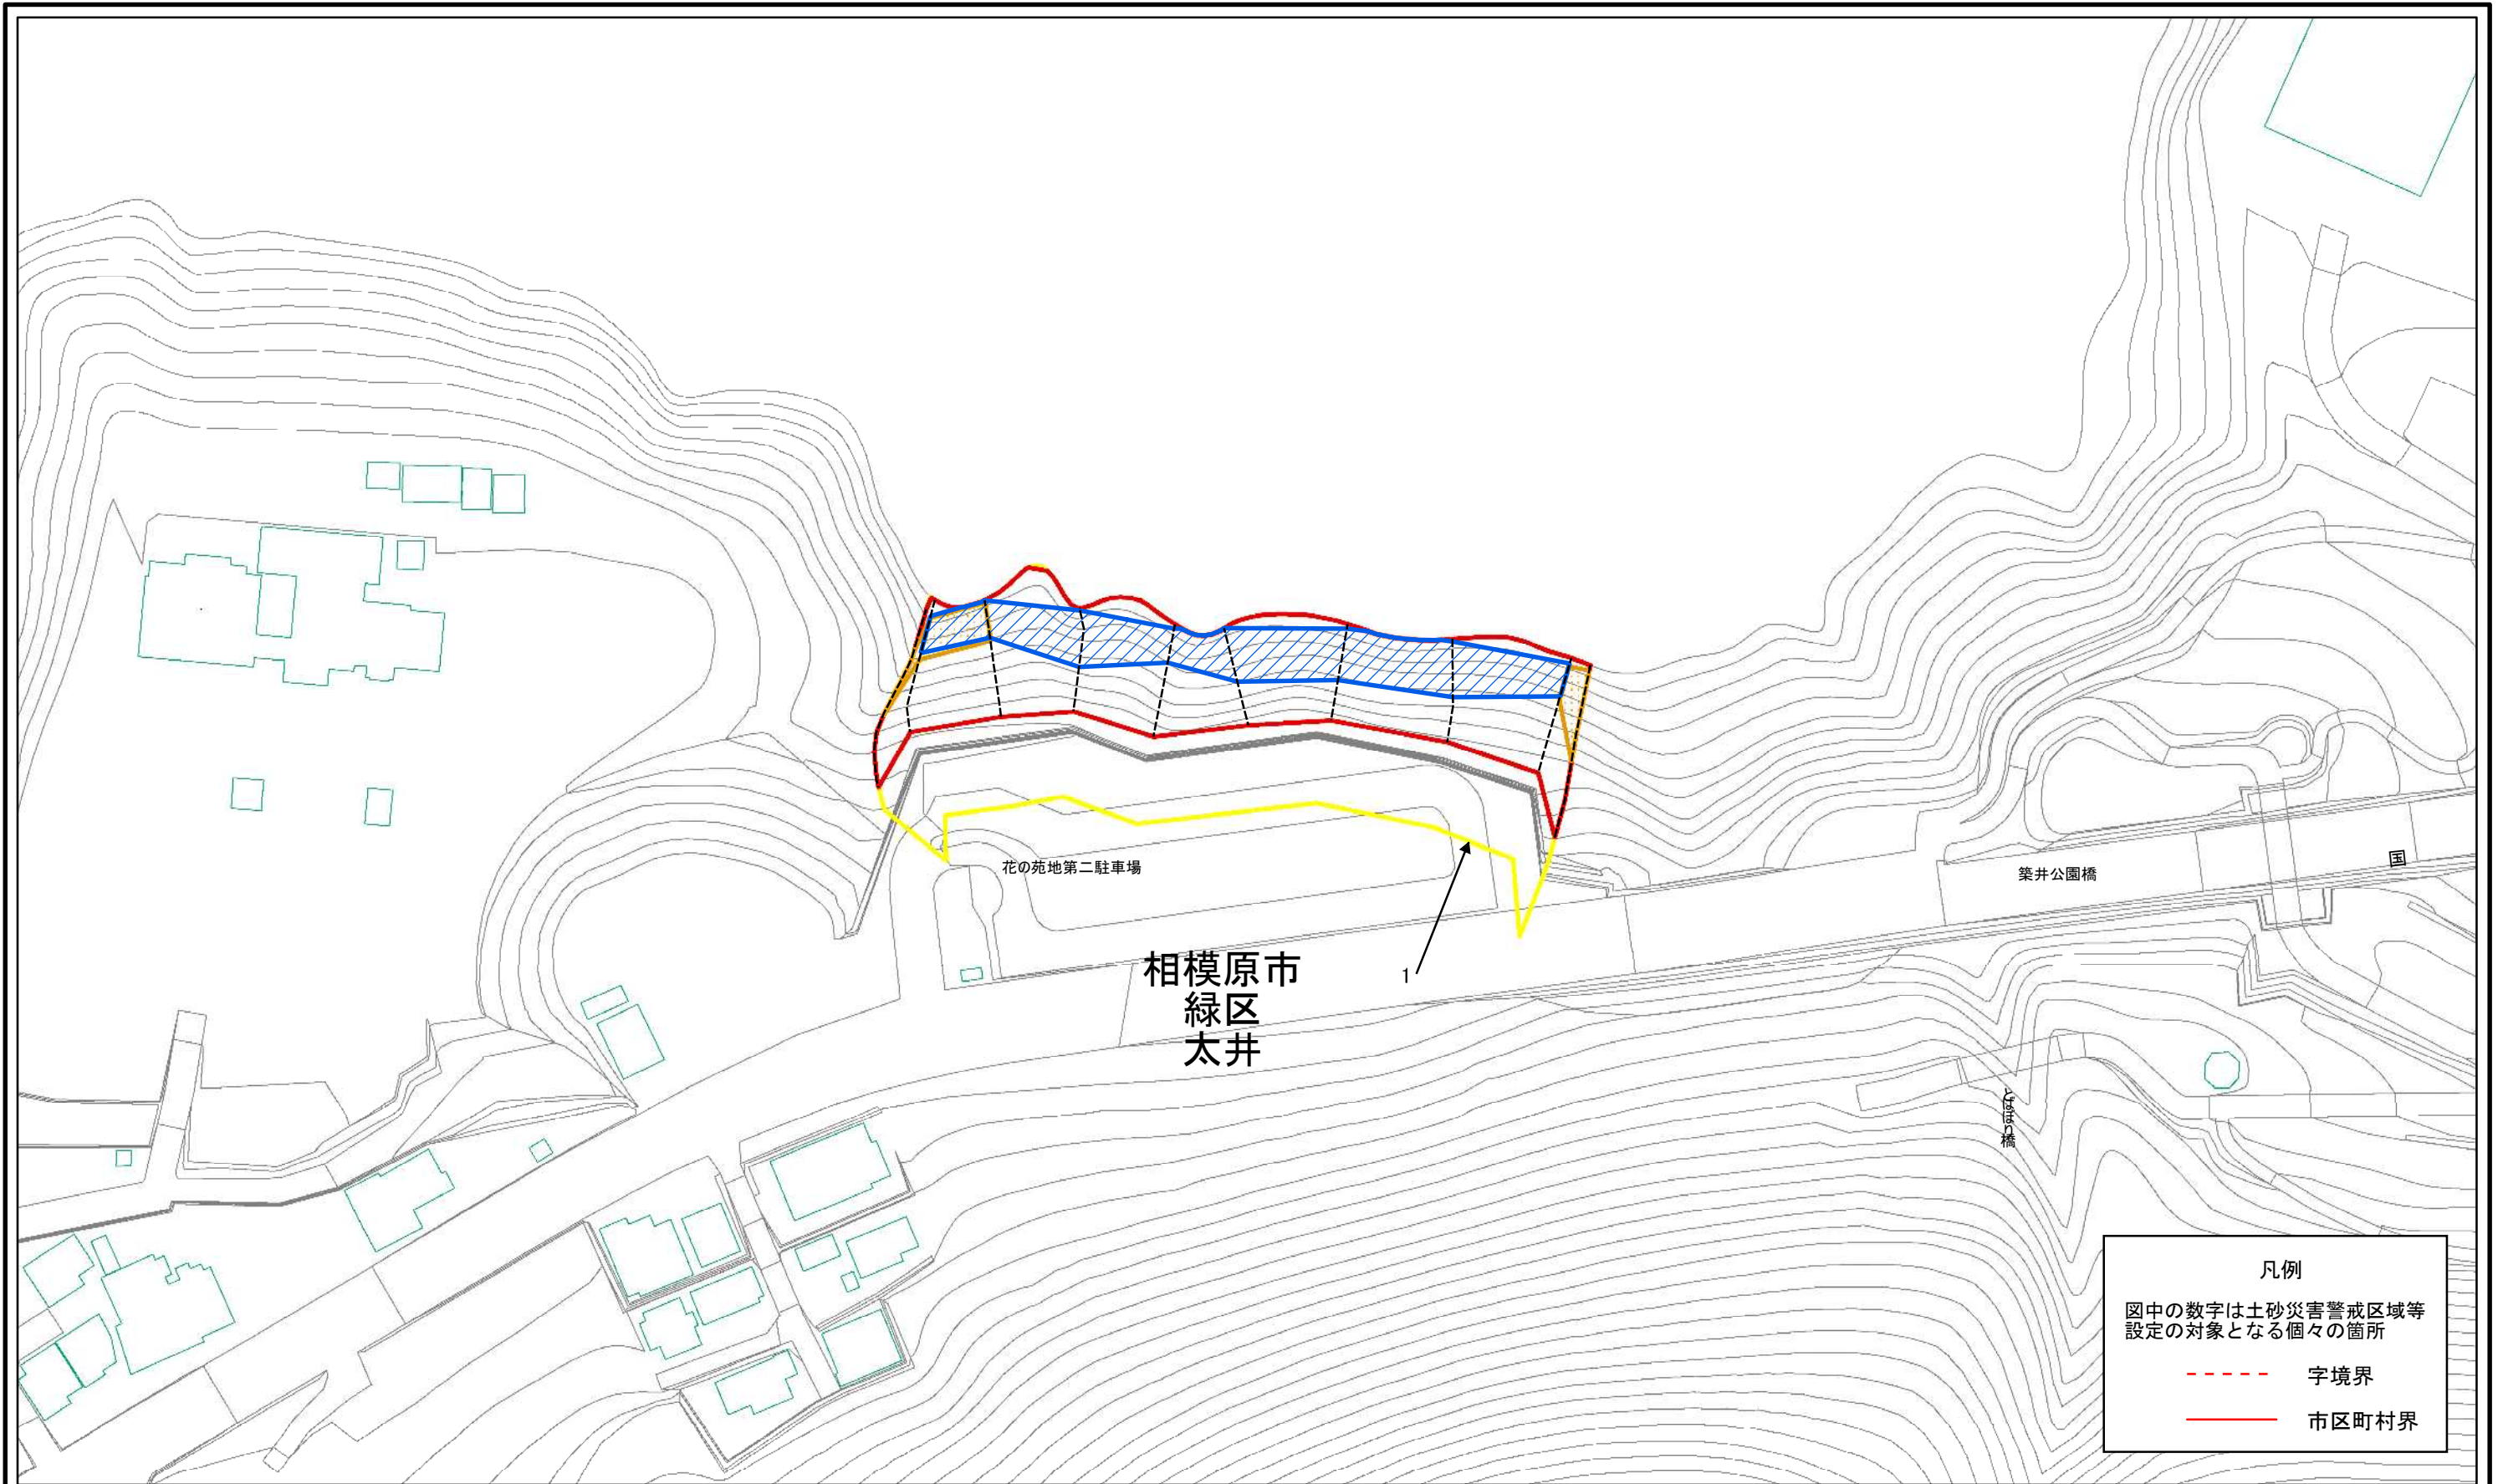 花の苑地第二駐車場
築井公園橋
国
相模原市
緑区
太井
1
凡例
図中の数字は土砂災害警戒区域等
設定の対象となる個々の箇所
字境界
市区町村界